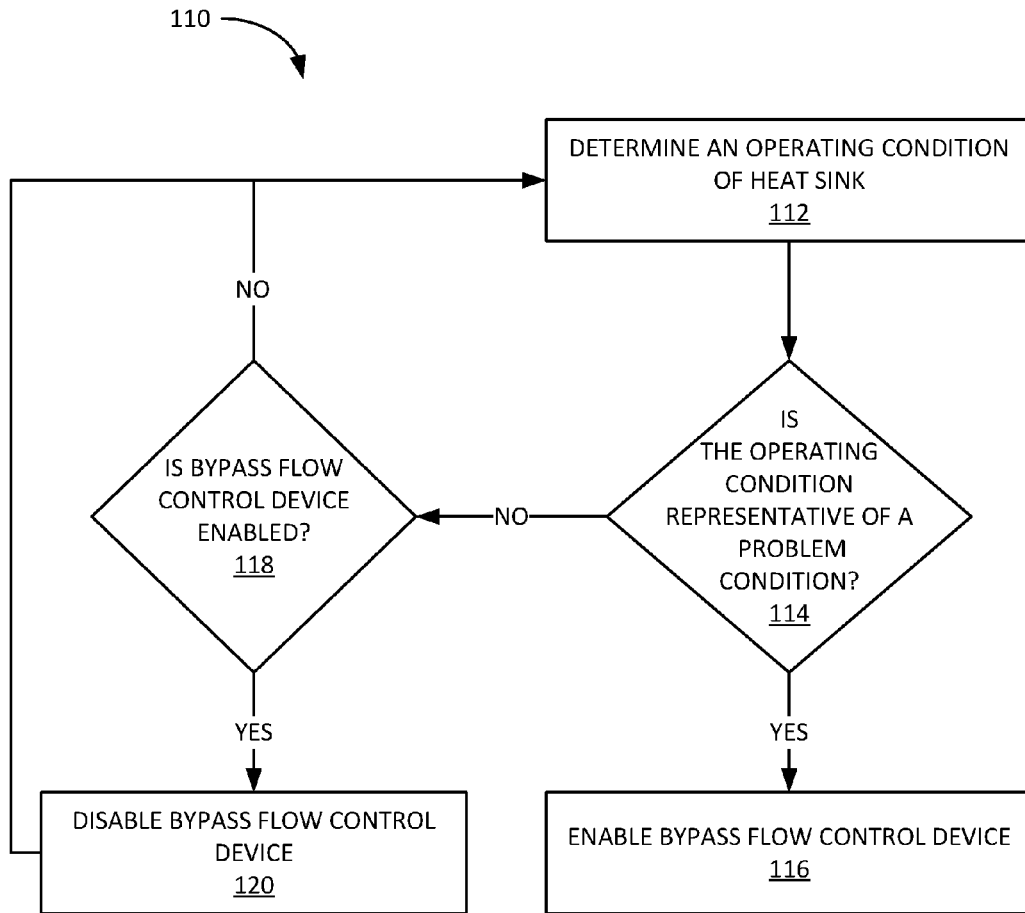 110
DETERMINE AN OPERATING CONDITION
OF HEAT SINK
112
NO
IS
THE OPERATING
CONDITION
REPRESENTATIVE OF A
PROBLEM
CONDITION?
114
NO
IS BYPASS FLOW
CONTROL DEVICE
ENABLED?
118
YES
YES
DISABLE BYPASS FLOW CONTROL
DEVICE
120
ENABLE BYPASS FLOW CONTROL DEVICE
116